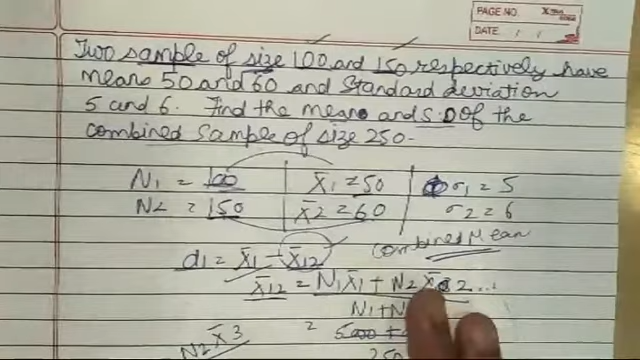 PAGE NO.
DATE
Two sample of size 100 and 150 respectively have
means 50 and 60 and Standard deviation
5 and 6. Find the mean and S.D of the
combined sample of size 250.
N1 = 100 X̄1 = 50 σ1 = 5
N2 = 150 X̄2 = 60 σ2 = 6
combined Mean
d1 = X̄1 - X̄12
X̄12 = N1X̄1 + N2X̄2...
N1+N
N2 X̄3
= 5000 +
250